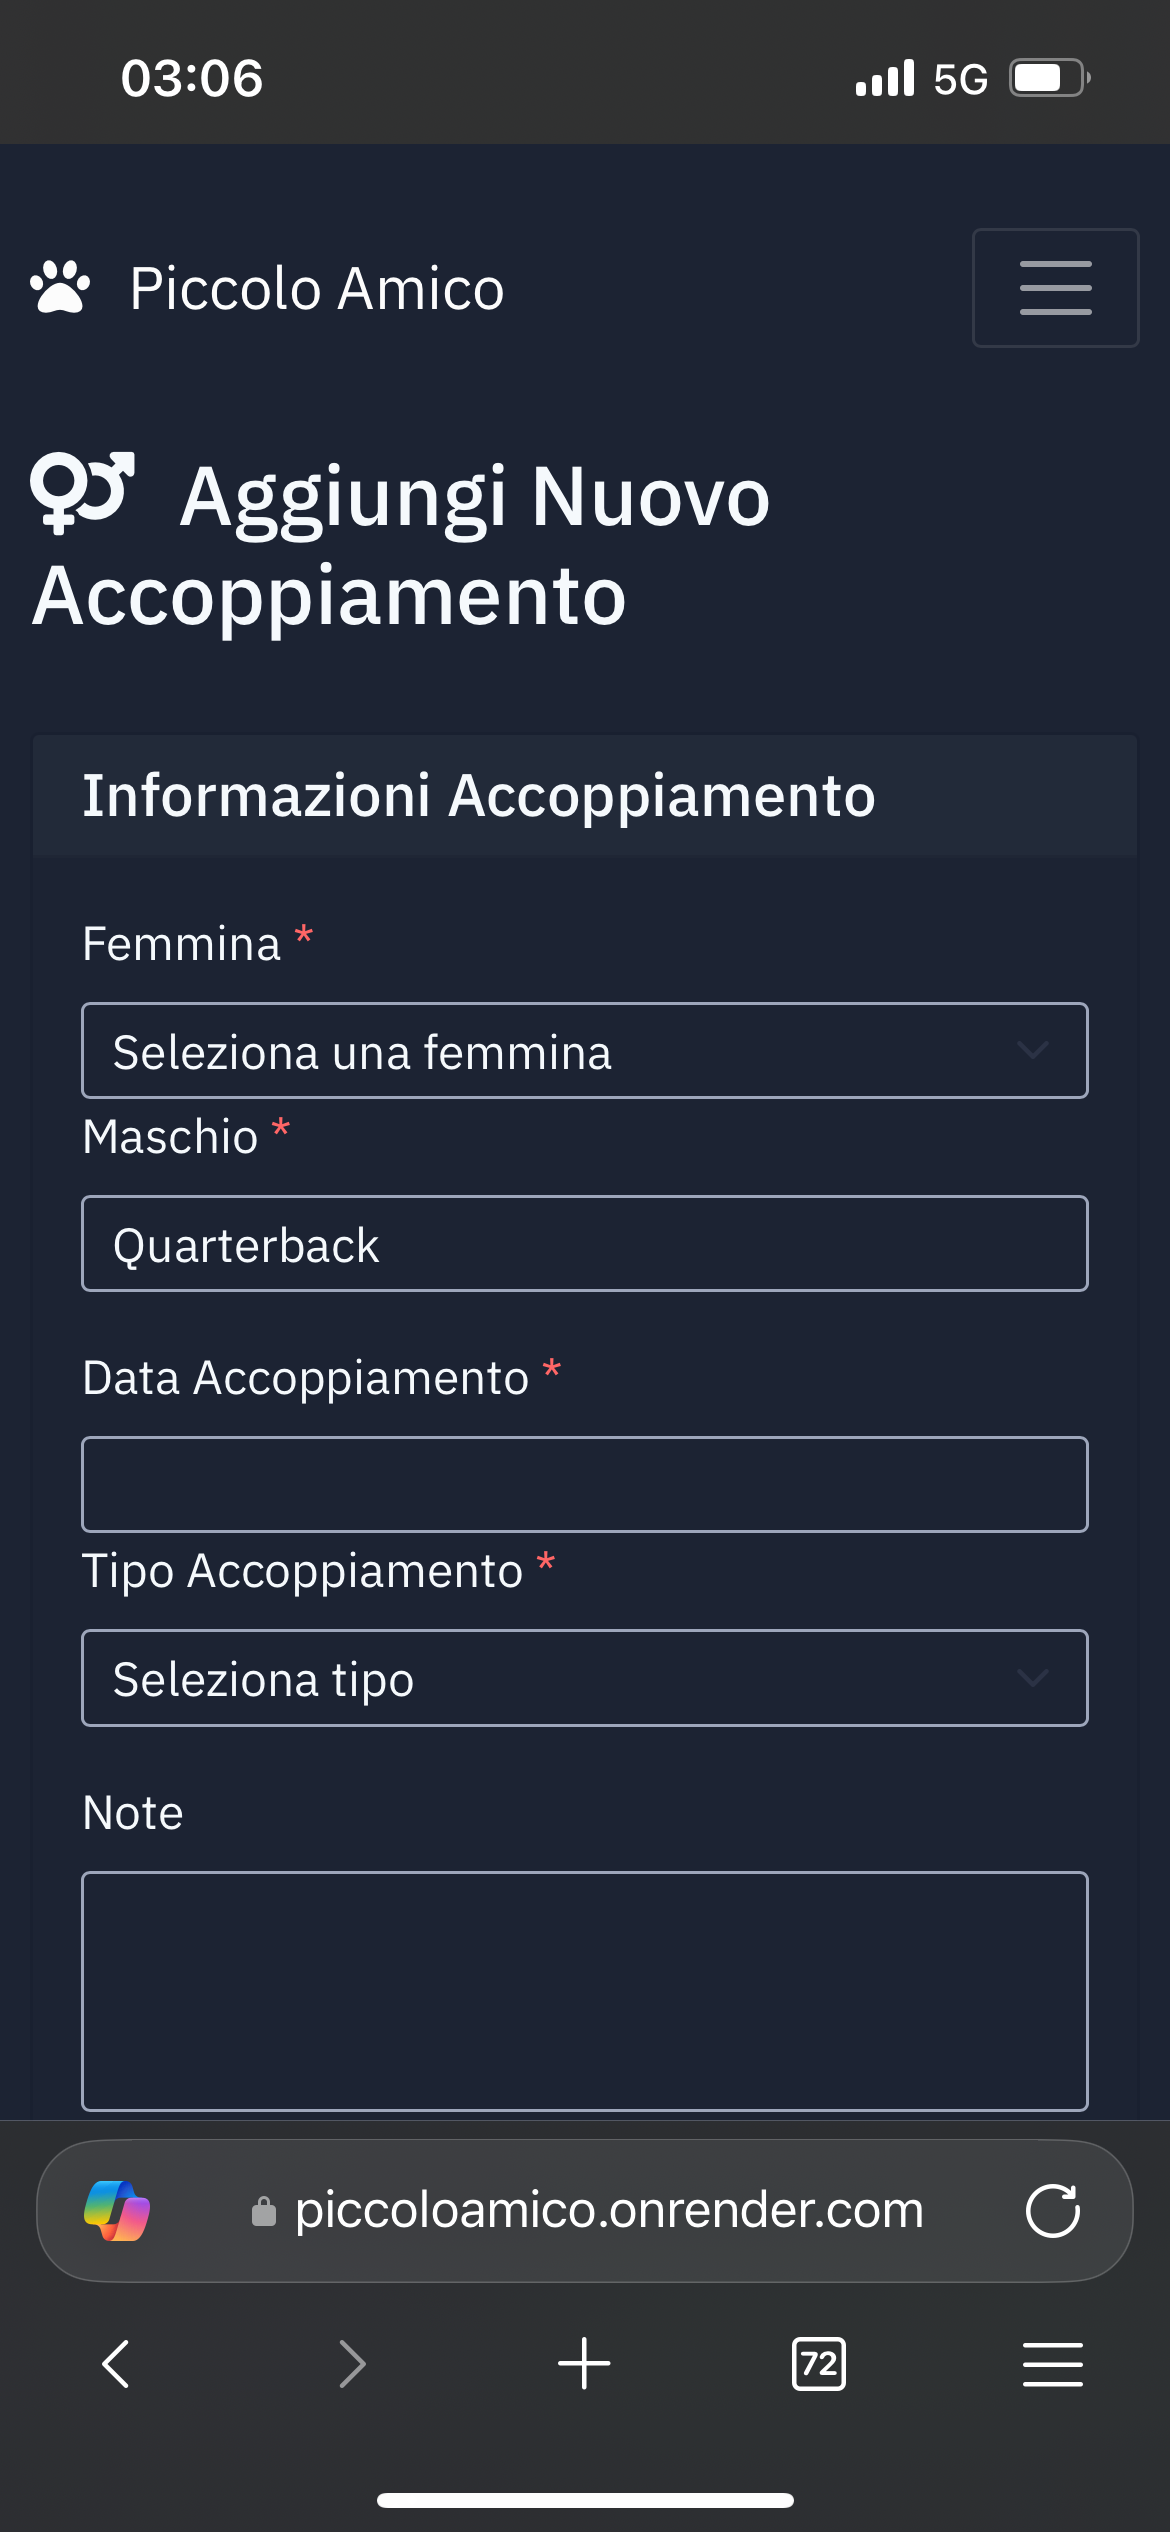 03:06
5G
Piccolo Amico
Aggiungi Nuovo
Accoppiamento
Informazioni Accoppiamento
Femmina *
Seleziona una femmina
Maschio *
Quarterback
Data Accoppiamento *
Tipo Accoppiamento *
Seleziona tipo
Note
piccoloamico.onrender.com
72